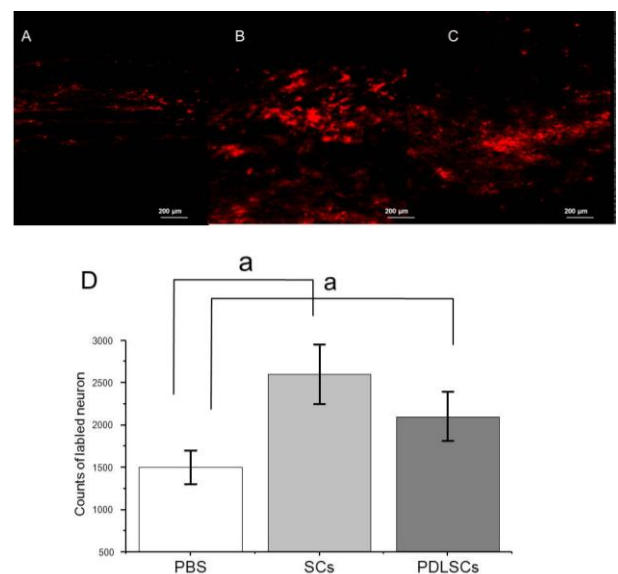 A
B
C
200 μm
200 μm
200 μm
D
a
a
3000
2500
2000
1500
1000
500
Counts of labled neuron
PBS
SCs
PDLSCs